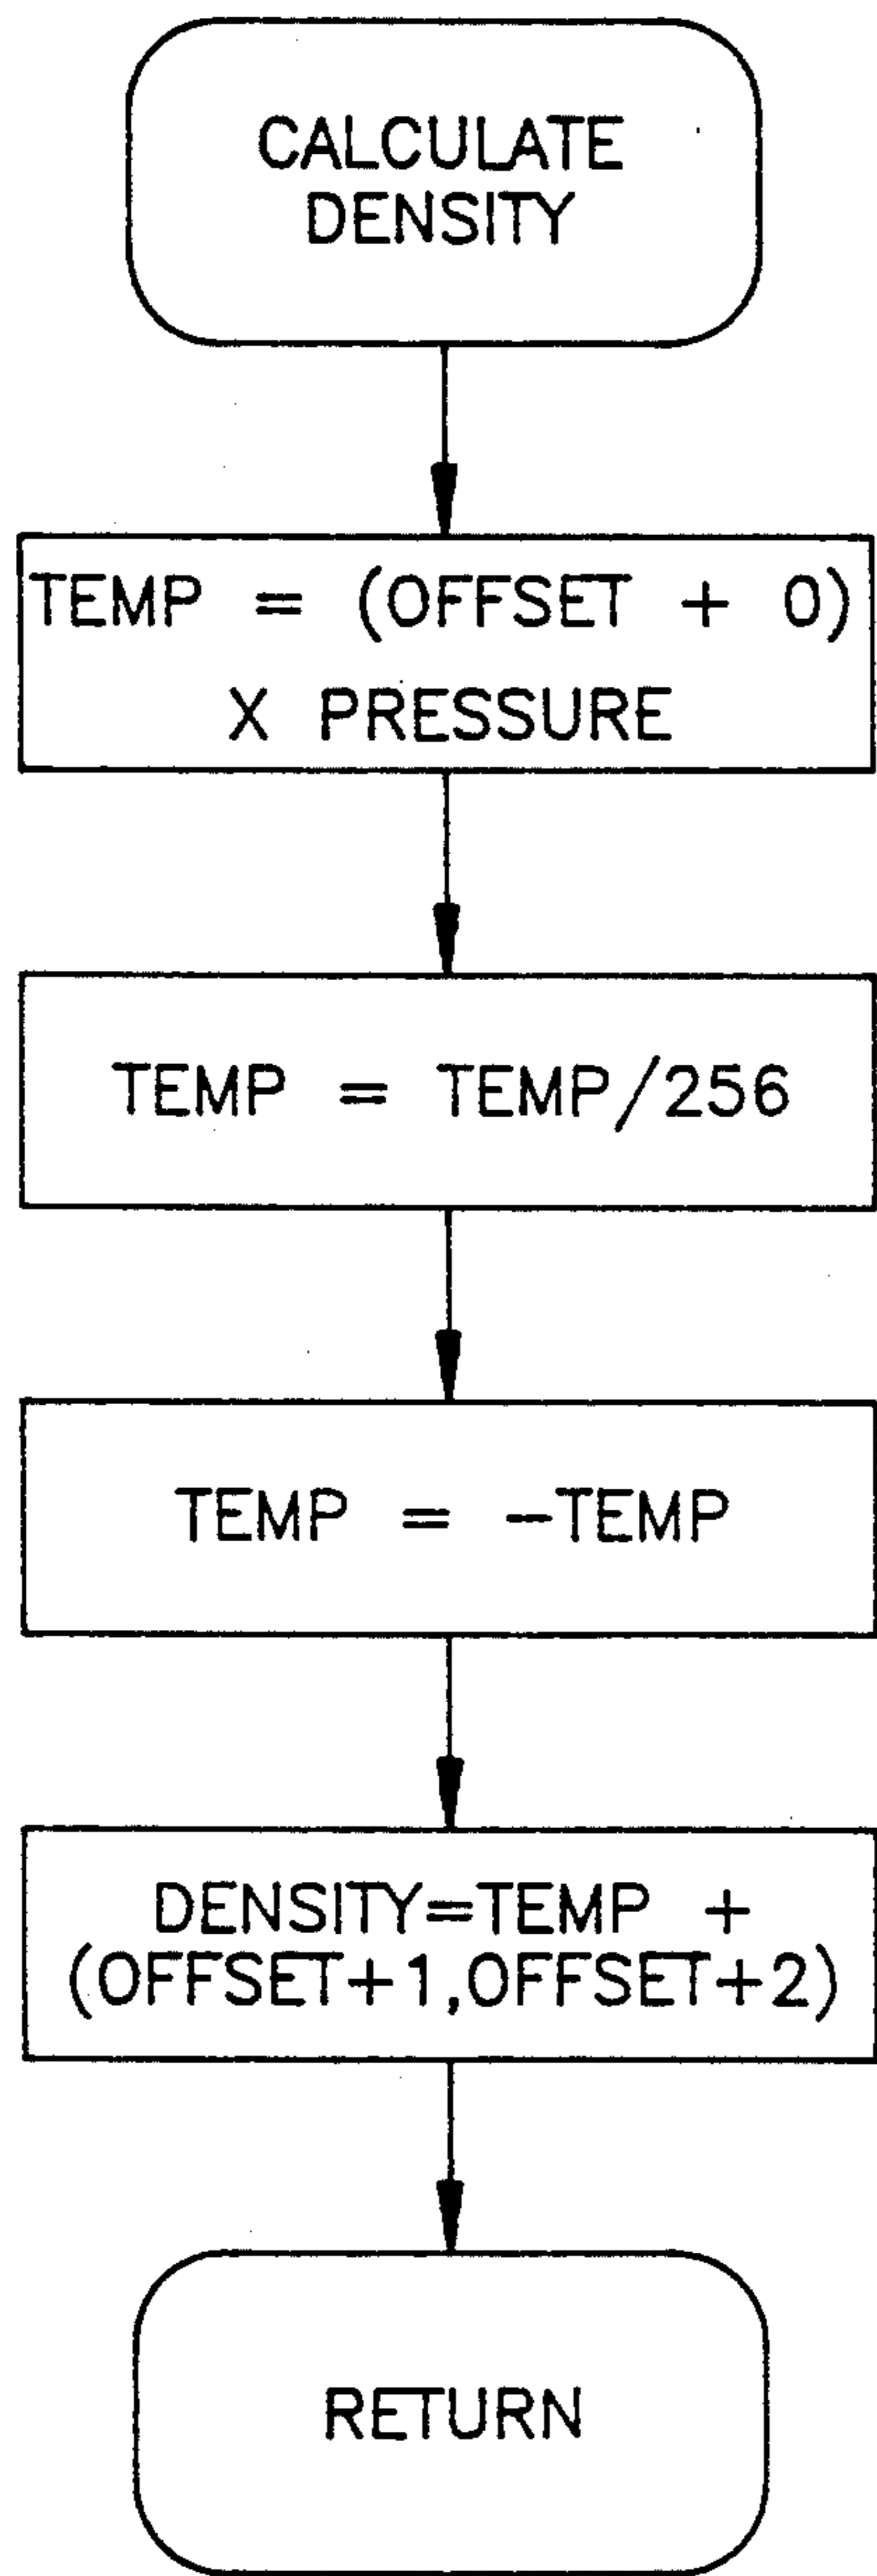 CALCULATE
DENSITY
TEMP = (OFFSET + 0)
X PRESSURE
TEMP = TEMP/256
TEMP = -TEMP
DENSITY=TEMP +
(OFFSET+1,OFFSET+2)
RETURN